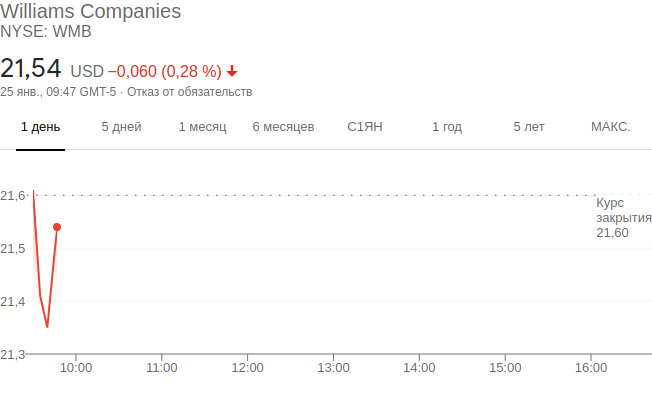 Williams Companies
NYSE: WMB
21,54 USD −0,060 (0,28 %)
25 янв., 09:47 GMT-5 · Отказ от обязательств
1 день 5 дней 1 месяц 6 месяцев С1ЯН 1 год 5 лет МАКС.
21,6
Курс
закрытия
21,60
21,5
21,4
21,3
10:00 11:00 12:00 13:00 14:00 15:00 16:00